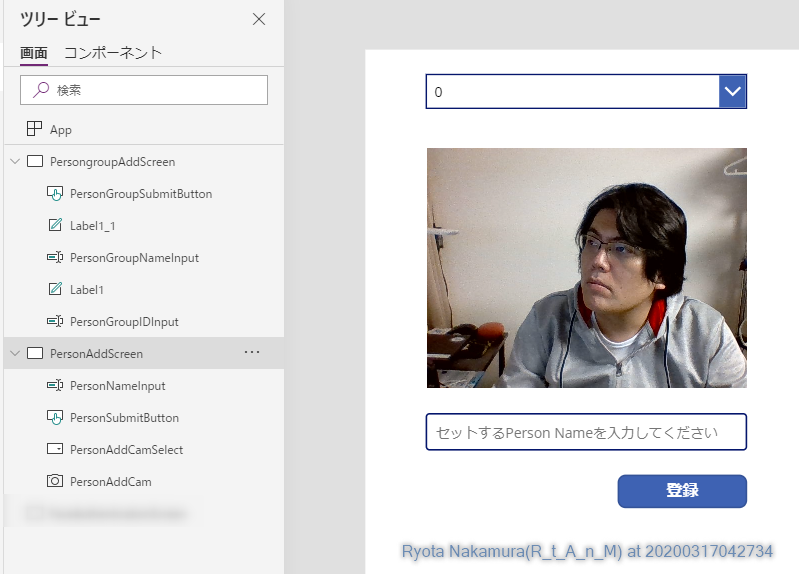 ツリー ビュー
画面 コンポーネント
検索
App
PersongroupAddScreen
PersonGroupSubmitButton
Label1_1
PersonGroupNameInput
Label1
PersonGroupIDInput
PersonAddScreen
PersonNameInput
PersonSubmitButton
PersonAddCamSelect
PersonAddCam
0
セットするPerson Nameを入力してください
登録
Ryota Nakamura(R_t_A_n_M) at 20200317042734